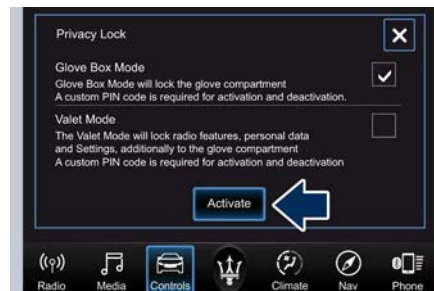 Privacy Lock
Glove Box Mode
Glove Box Mode will lock the glove compartment
A custom PIN code is required for activation and deactivation.
Valet Mode
The Valet Mode will lock radio features, personal data
and Settings, additionally to the glove compartment
A custom PIN code is required for activation and deactivation
Activate
Radio Media Controls Climate Nav Phone